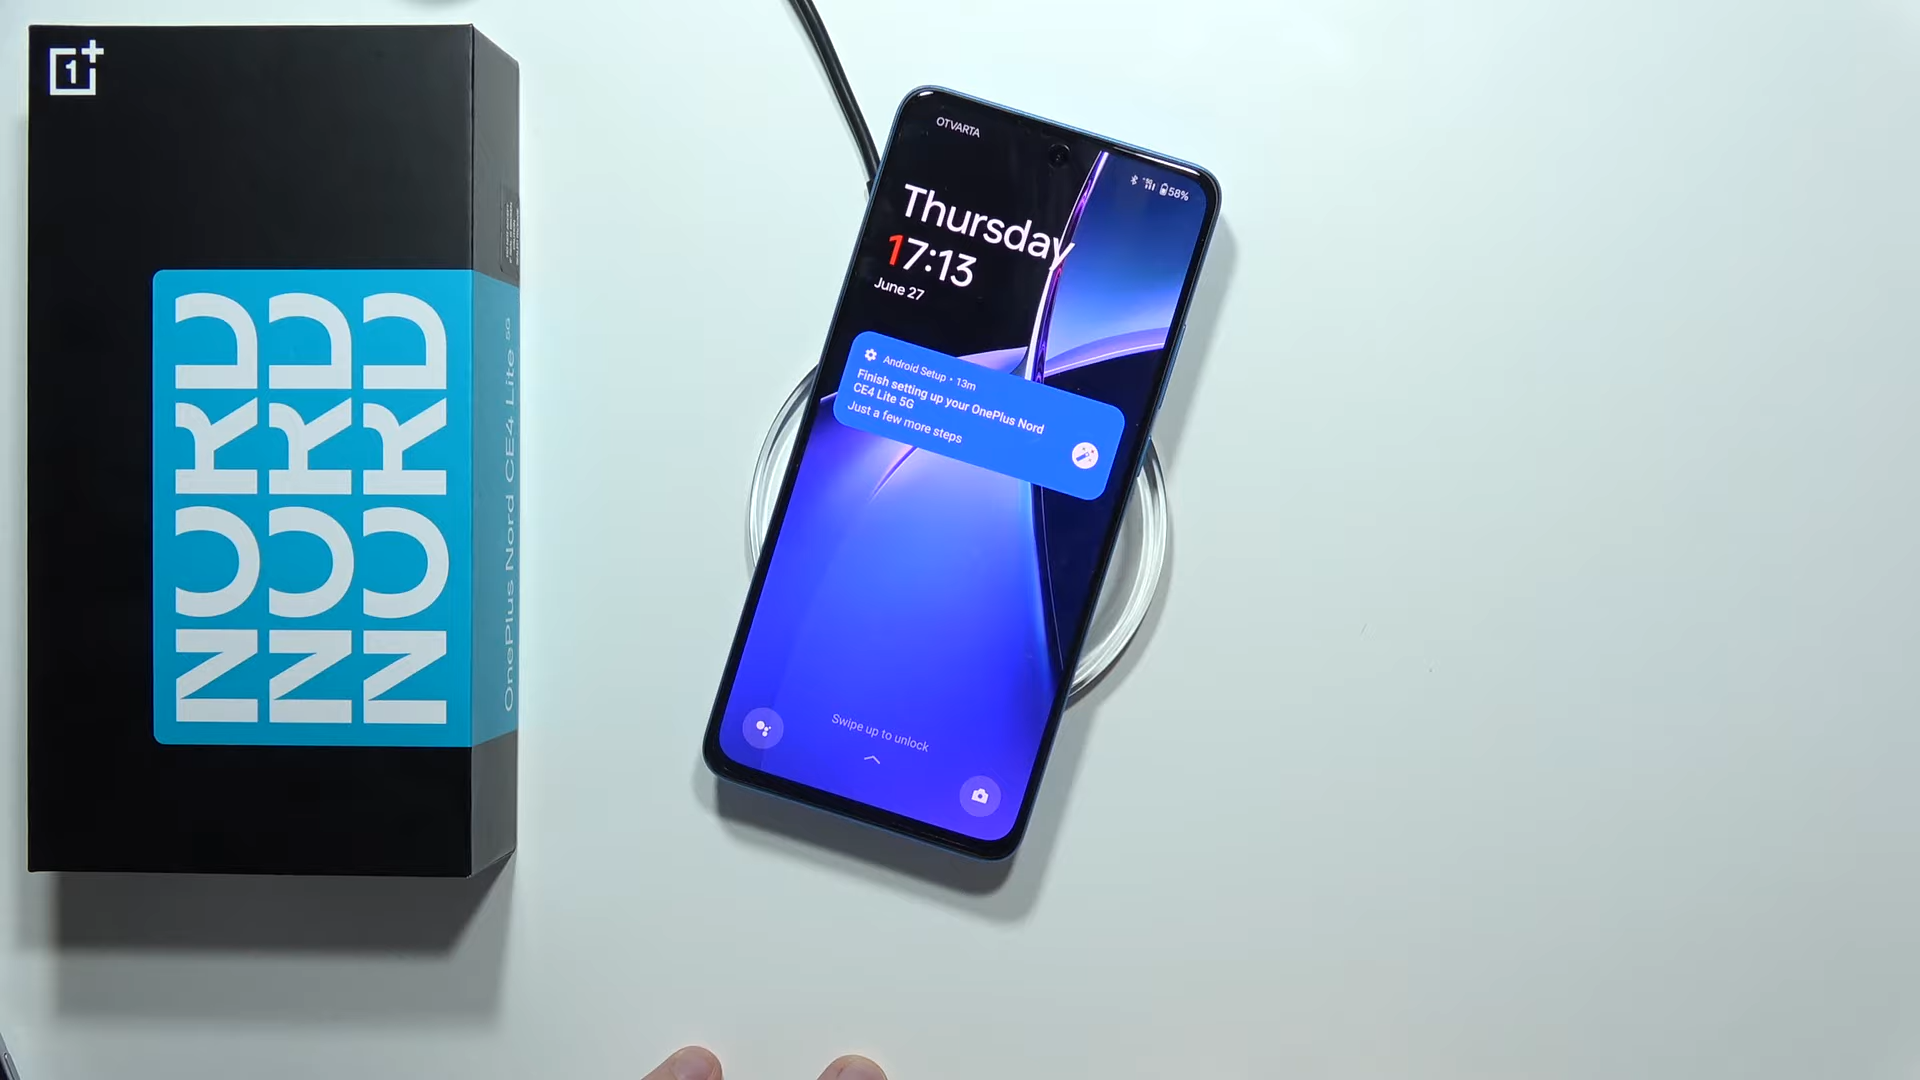 1+
NORD
NORD
NORD
OnePlus Nord CE4 Lite 5G
OTVARTA
5G 58%
Thursday
17:13
June 27
Android Setup • 13m
Finish setting up your OnePlus Nord
CE4 Lite 5G
Just a few more steps
Swipe up to unlock